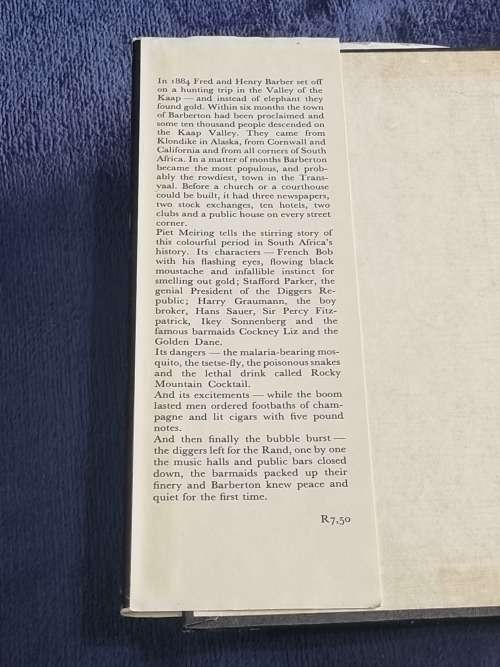 In 1884 Fred and Henry Barber set off
on a hunting trip in the Valley of the
Kaap — and instead of elephant they
found gold. Within six months the town
of Barberton had been proclaimed and
some ten thousand people descended on
the Kaap Valley. They came from
Klondike in Alaska, from Cornwall and
California and from all corners of South
Africa. In a matter of months Barberton
became the most populous, and prob-
ably the rowdiest, town in the Trans-
vaal. Before a church or a courthouse
could be built, it had three newspapers,
two stock exchanges, ten hotels, two
clubs and a public house on every street
corner.
Piet Meiring tells the stirring story of
this colourful period in South Africa's
history. Its characters — French Bob
with his flashing eyes, flowing black
moustache and infallible instinct for
smelling out gold; Stafford Parker, the
genial President of the Diggers Re-
public; Harry Graumann, the boy
broker, Hans Sauer, Sir Percy Fitz-
patrick, Ikey Sonnenberg and the
famous barmaids Cockney Liz and the
Golden Dane.
Its dangers — the malaria-bearing mos-
quito, the tsetse-fly, the poisonous snakes
and the lethal drink called Rocky
Mountain Cocktail.
And its excitements — while the boom
lasted men ordered footbaths of cham-
pagne and lit cigars with five pound
notes.
And then finally the bubble burst —
the diggers left for the Rand, one by one
the music halls and public bars closed
down, the barmaids packed up their
finery and Barberton knew peace and
quiet for the first time.
R7,50